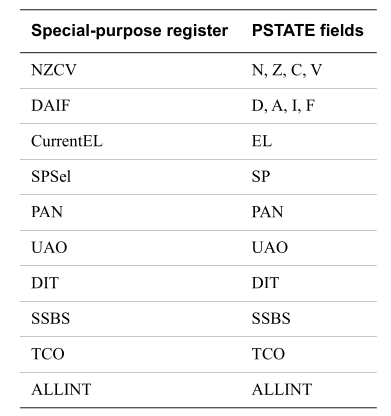 Special-purpose register PSTATE fields
NZCV N, Z, C, V
DAIF D, A, I, F
CurrentEL EL
SPSel SP
PAN PAN
UAO UAO
DIT DIT
SSBS SSBS
TCO TCO
ALLINT ALLINT